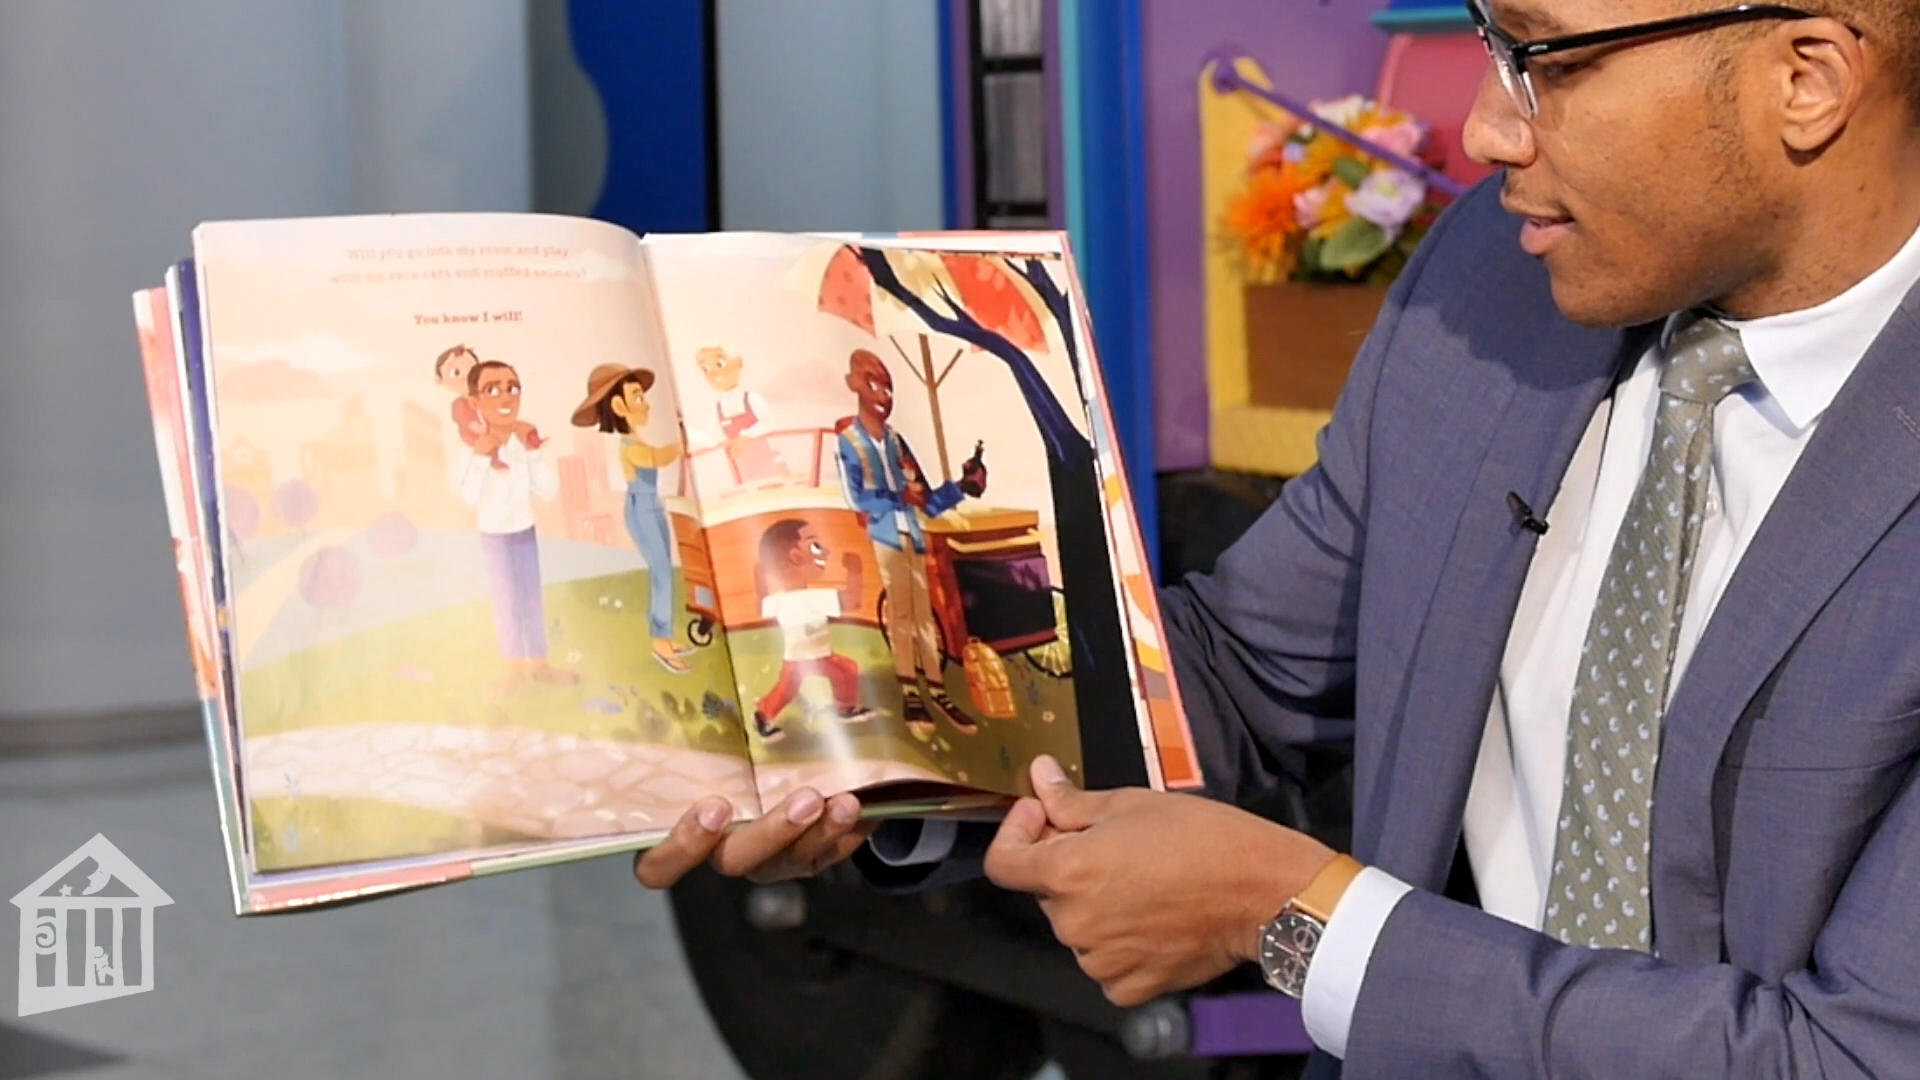 Will you go into my room and play
with my race cars and stuffed animals?
You know I will!